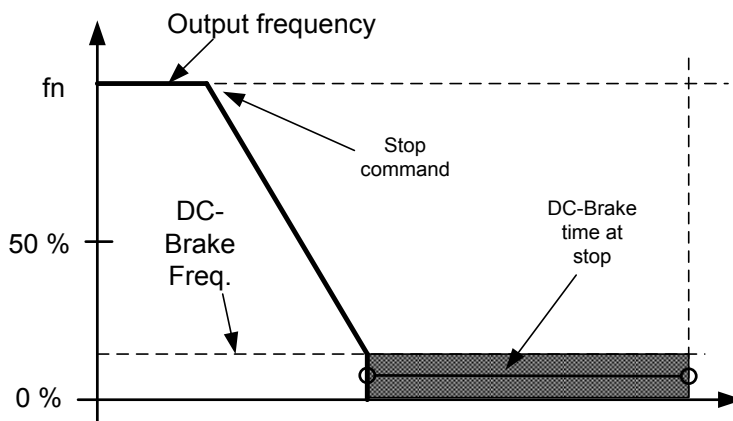 Output frequency
fn
Stop
command
DC-
Brake
Freq.
DC-Brake
time at
stop
50 %
0 %